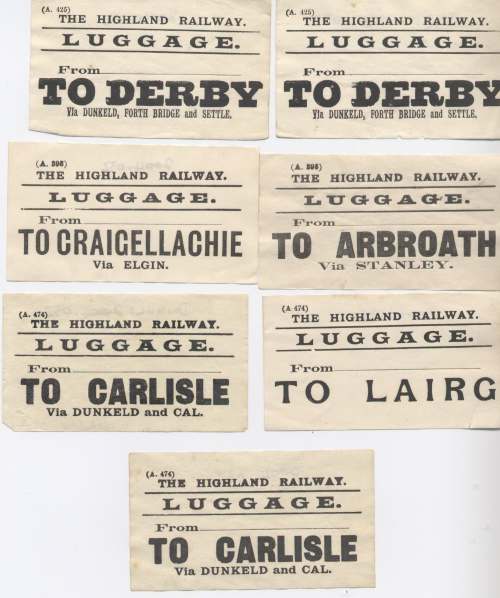 (A. 425)
THE HIGHLAND RAILWAY.
LUGGAGE.
From
TO DERBY
Via DUNKELD, FORTH BRIDGE and SETTLE.
(A. 425)
THE HIGHLAND RAILWAY.
LUGGAGE.
From
TO DERBY
Via DUNKELD, FORTH BRIDGE and SETTLE.
(A. 398)
THE HIGHLAND RAILWAY.
LUGGAGE.
From
TO CRAIGELLACHIE
Via ELGIN.
(A. 398)
THE HIGHLAND RAILWAY.
LUGGAGE.
From
TO ARBROATH
Via STANLEY.
(A. 474)
THE HIGHLAND RAILWAY.
LUGGAGE.
From
TO CARLISLE
Via DUNKELD and CAL.
(A 474)
THE HIGHLAND RAILWAY.
LUGGAGE.
From
TO LAIRG
(A. 474)
THE HIGHLAND RAILWAY.
LUGGAGE.
From
TO CARLISLE
Via DUNKELD and CAL.